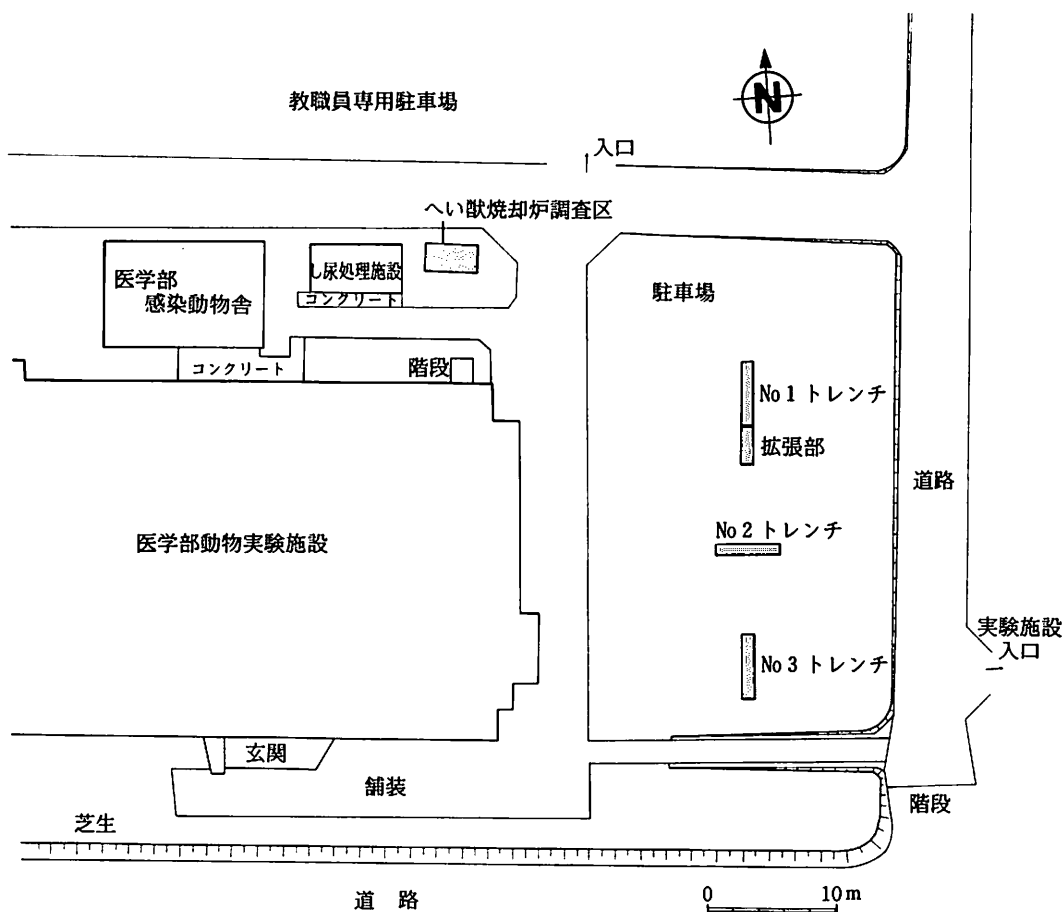 教職員専用駐車場
N
入口
へい獣焼却炉調査区
医学部
感染動物舎
し尿処理施設
コンクリート
駐車場
コンクリート
階段
No 1 トレンチ
拡張部
道路
No 2 トレンチ
医学部動物実験施設
実験施設
入口
No 3 トレンチ
玄関
舗装
階段
芝生
道 路
0 10m